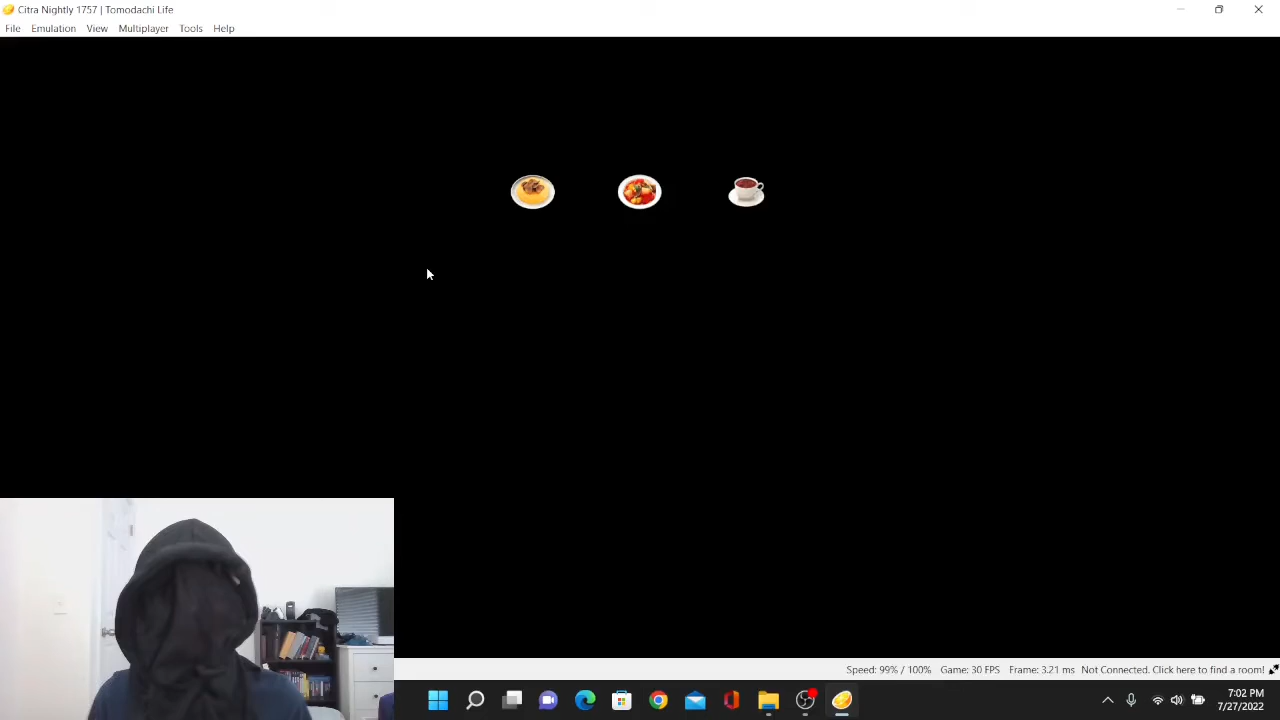 Citra Nightly 1757 | Tomodachi Life
File Emulation View Multiplayer Tools Help
Speed: 99% / 100% Game: 30 FPS Frame: 3.21 ms Not Connected. Click here to find a room!
7:02 PM
7/27/2022